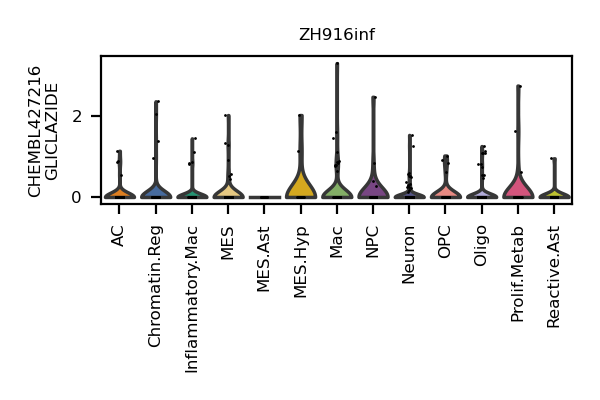 ZH916inf
CHEMBL427216
GLICLAZIDE
2
0
AC
Chromatin.Reg
Inflammatory.Mac
MES
MES.Ast
MES.Hyp
Mac
NPC
Neuron
OPC
Oligo
Prolif.Metab
Reactive.Ast